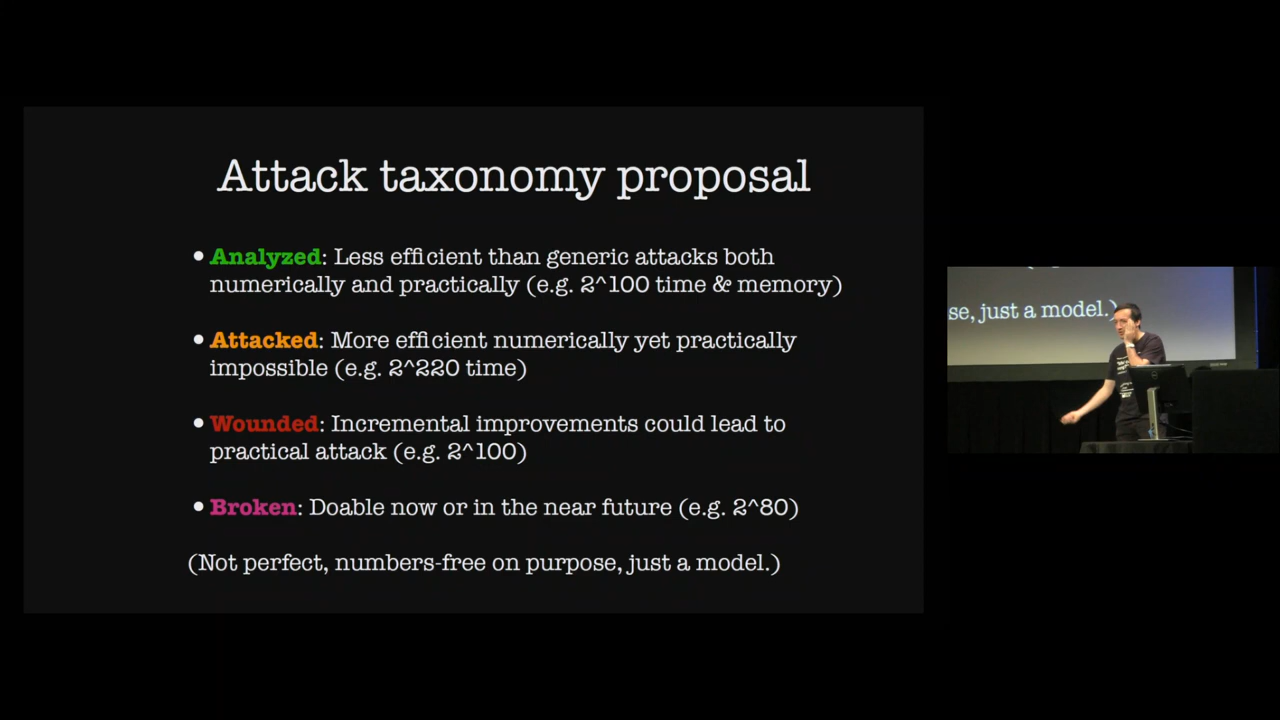 Attack taxonomy proposal
• Analyzed: Less efficient than generic attacks both
numerically and practically (e.g. 2^100 time & memory)
• Attacked: More efficient numerically yet practically
impossible (e.g. 2^220 time)
• Wounded: Incremental improvements could lead to
practical attack (e.g. 2^100)
• Broken: Doable now or in the near future (e.g. 2^80)
(Not perfect, numbers-free on purpose, just a model.)
se, just a model.)